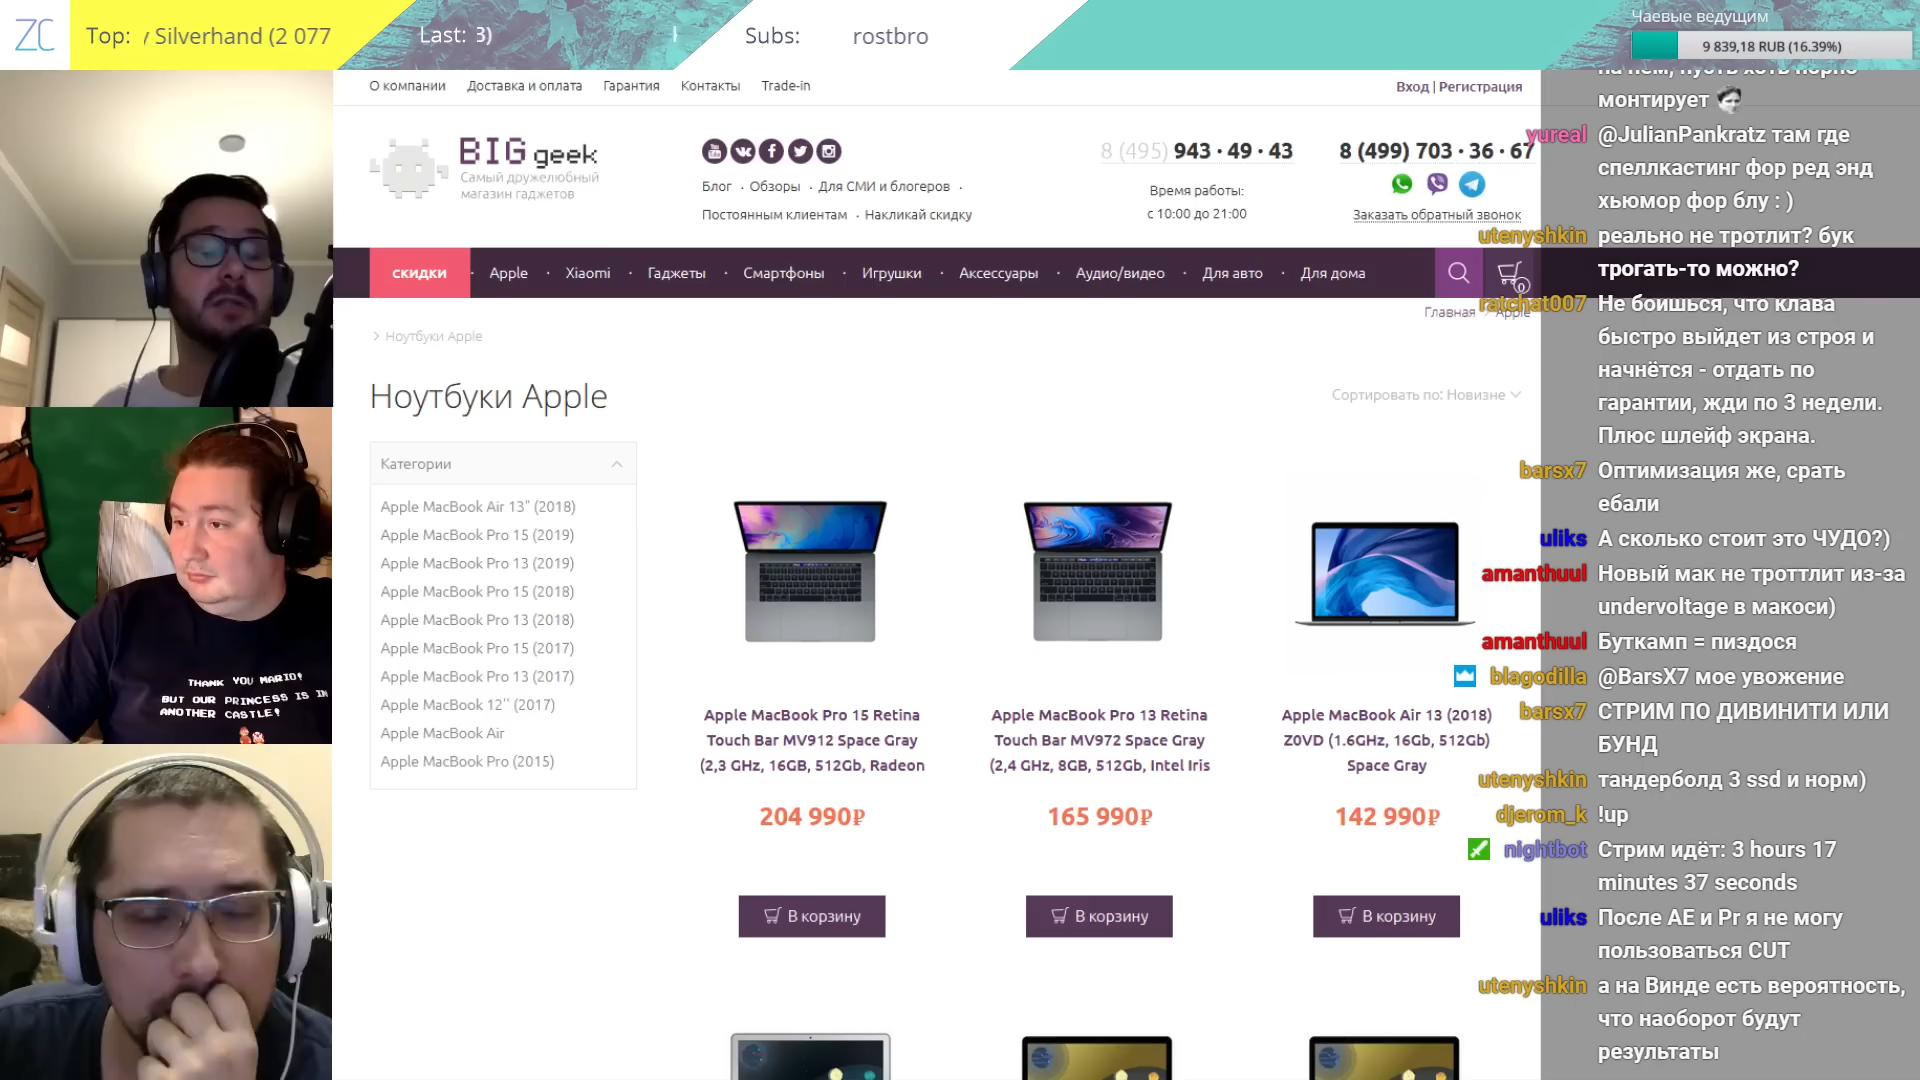 ZC
Top: y Silverhand (2 077
Last: 3)
Subs: rostbro
Чаевые ведущим
9 839,18 RUB (16.39%)
О компании Доставка и оплата Гарантия Контакты Trade-in
Вход | Регистрация
BIG geek
Самый дружелюбный
магазин гаджетов
Блог · Обзоры · Для СМИ и блогеров ·
Постоянным клиентам · Накликай скидку
8 (495) 943 · 49 · 43
Время работы:
с 10:00 до 21:00
8 (499) 703 · 36 · 67
Заказать обратный звонок
СКИДКИ · Apple · Xiaomi · Гаджеты · Смартфоны · Игрушки · Аксессуары · Аудио/видео · Для авто · Для дома
0
Главная > Apple
> Ноутбуки Apple
Ноутбуки Apple
Сортировать по: Новизне
Категории
Apple MacBook Air 13" (2018)
Apple MacBook Pro 15 (2019)
Apple MacBook Pro 13 (2019)
Apple MacBook Pro 15 (2018)
Apple MacBook Pro 13 (2018)
Apple MacBook Pro 15 (2017)
Apple MacBook Pro 13 (2017)
Apple MacBook 12'' (2017)
Apple MacBook Air
Apple MacBook Pro (2015)
Apple MacBook Pro 15 Retina
Touch Bar MV912 Space Gray
(2,3 GHz, 16GB, 512Gb, Radeon
204 990₽
В корзину
Apple MacBook Pro 13 Retina
Touch Bar MV972 Space Gray
(2,4 GHz, 8GB, 512Gb, Intel Iris
165 990₽
В корзину
Apple MacBook Air 13 (2018)
Z0VD (1.6GHz, 16Gb, 512Gb)
Space Gray
142 990₽
В корзину
THANK YOU MARIO!
BUT OUR PRINCESS IS IN
ANOTHER CASTLE!
на нем, пусть хоть порно
монтирует
yureal @JulianPankratz там где
спеллкастинг фор ред энд
хьюмор фор блу : )
utenyshkin реально не тротлит? бук
трогать-то можно?
ratchat007 Не боишься, что клава
быстро выйдет из строя и
начнётся - отдать по
гарантии, жди по 3 недели.
Плюс шлейф экрана.
barsx7 Оптимизация же, срать
ебали
uliks А сколько стоит это ЧУДО?)
amanthuul Новый мак не троттлит из-за
undervoltage в макоси)
amanthuul Буткамп = пиздося
blagodilla @BarsX7 мое увожение
barsx7 СТРИМ ПО ДИВИНИТИ ИЛИ
БУНД
utenyshkin тандерболд 3 ssd и норм)
djerom_k !up
nightbot Стрим идёт: 3 hours 17
minutes 37 seconds
uliks После AE и Pr я не могу
пользоваться CUT
utenyshkin а на Винде есть вероятность,
что наоборот будут
результаты